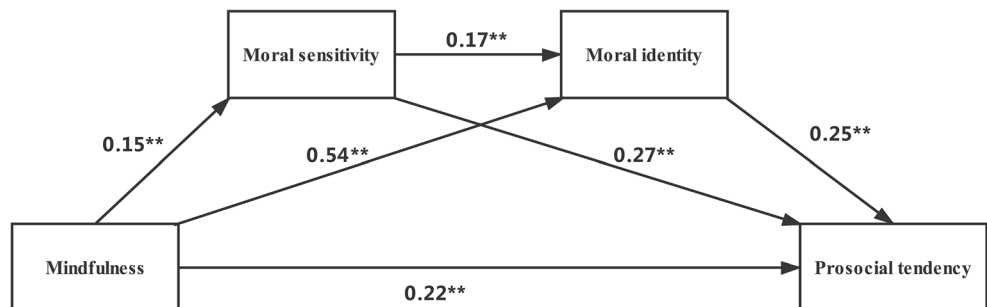 Moral sensitivity
0.17**
Moral identity
0.15**
0.54**
0.27**
0.25**
Mindfulness
0.22**
Prosocial tendency